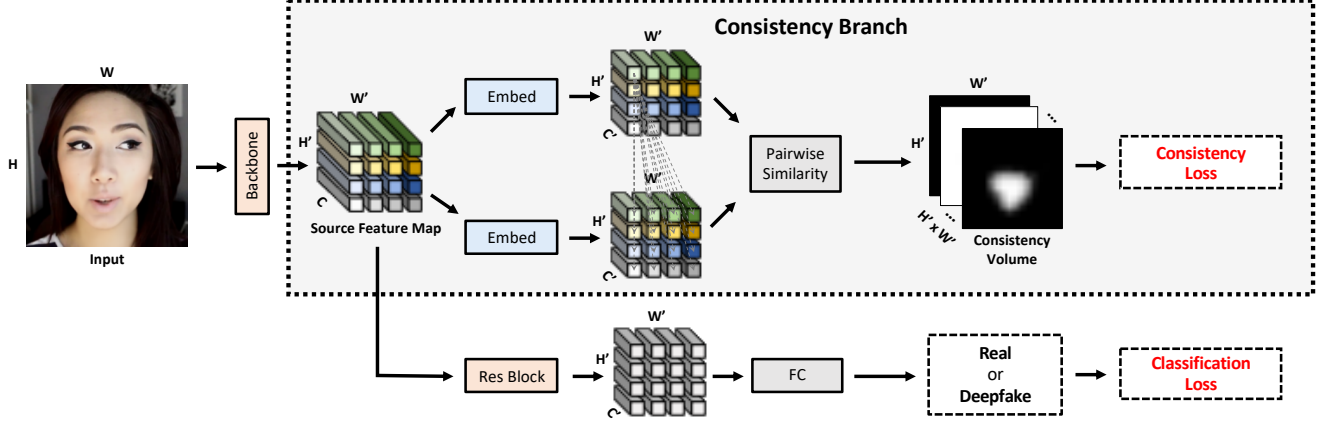 Consistency Branch
W
H
Input
Backbone
W'
H'
C
Source Feature Map
Embed
W'
H'
C'
Embed
W'
H'
C'
Pairwise
Similarity
W'
H'
H' x W'
...
...
Consistency
Volume
Consistency
Loss
Res Block
W'
H'
C'
FC
Real
or
Deepfake
Classification
Loss